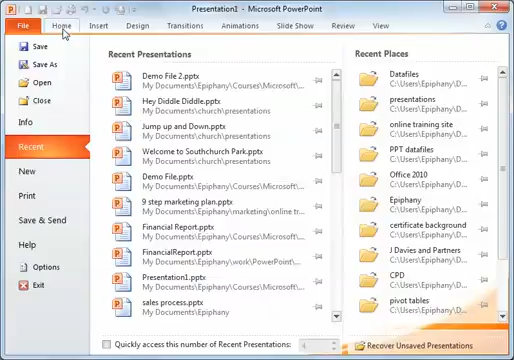 Presentation1 - Microsoft PowerPoint
File Home Insert Design Transitions Animations Slide Show Review View
Save
Save As
Open
Close
Info
Recent
New
Print
Save & Send
Help
Options
Exit
Recent Presentations
Demo File 2.pptx
My Documents\Epiphany\Courses\Microsoft\...
Hey Diddle Diddle.pptx
My Documents\church\presentations
Jump up and Down.pptx
My Documents\church\presentations
Welcome to Southchurch Park.pptx
My Documents\church\presentations
Demo File.pptx
My Documents\Epiphany\Courses\Microsoft\...
9 step marketing plan.pptx
My Documents\Epiphany\marketing\online tr...
Financial Report.pptx
My Documents\Epiphany\Courses\Microsoft\...
FinancialReport.pptx
My Documents\Epiphany\work\PowerPoint\...
Presentation1.pptx
My Documents\Epiphany\Courses\Microsoft\...
sales process.pptx
My Documents\Epiphany
Quickly access this number of Recent Presentations: 4
Recent Places
Datafiles
C:\Users\Epiphany\D...
presentations
C:\Users\Epiphany\D...
online training site
C:\Users\Epiphany\D...
PPT datafiles
C:\Users\Epiphany\D...
Office 2010
C:\Users\Epiphany\D...
Epiphany
C:\Users\Epiphany\D...
certificate background
C:\Users\Epiphany\D...
J Davies and Partners
C:\Users\Epiphany\D...
CPD
C:\Users\Epiphany\D...
pivot tables
C:\Users\Epiphany\D...
Recover Unsaved Presentations